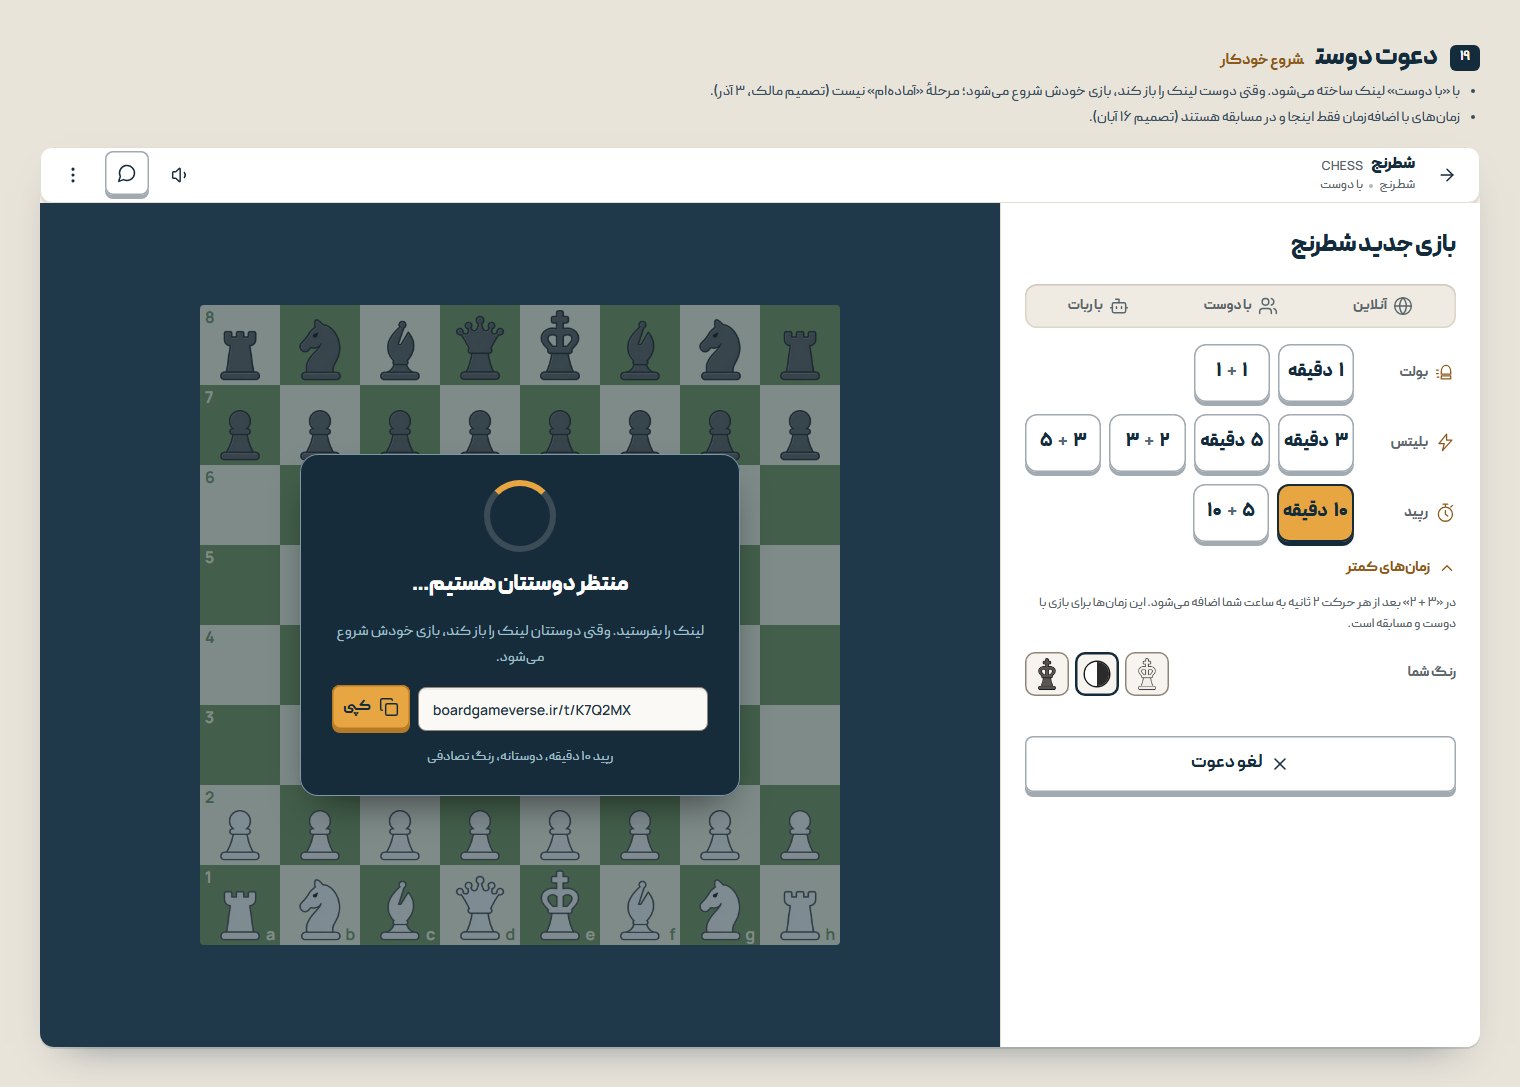 ۱۹ دعوت دوست شروع خودکار
• با «با دوست» لینک ساخته می‌شود. وقتی دوست لینک را باز کند، بازی خودش شروع می‌شود؛ مرحلهٔ «آماده‌ام» نیست (تصمیم مالک، ۳ آذر).
• زمان‌های با اضافه‌زمان فقط اینجا و در مسابقه هستند (تصمیم ۱۶ آبان).
شطرنج CHESS
شطرنج • با دوست
بازی جدید شطرنج
آنلاین با دوست با ربات
بولت ۱ دقیقه ۱ + ۱
بلیتس ۳ دقیقه ۵ دقیقه ۲ + ۳ ۳ + ۵
رپید ۱۰ دقیقه ۵ + ۱۰
زمان‌های کمتر
در «۳ + ۲» بعد از هر حرکت ۲ ثانیه به ساعت شما اضافه می‌شود. این زمان‌ها برای بازی با
دوست و مسابقه است.
رنگ شما
لغو دعوت
8
7
6
5
4
3
2
1
a b c d e f g h
منتظر دوستتان هستیم...
لینک را بفرستید. وقتی دوستتان لینک را باز کند، بازی خودش شروع
می‌شود.
boardgameverse.ir/t/K7Q2MX
کپی
رپید ۱۰ دقیقه، دوستانه، رنگ تصادفی